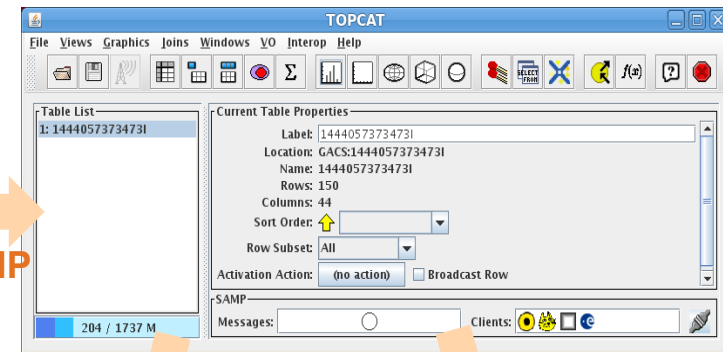 TOPCAT
File Views Graphics Joins Windows VO Interop Help
Σ SELECT FROM f(x) ?
Table List
1: 1444057373473I
Current Table Properties
Label: 1444057373473I
Location: GACS:1444057373473I
Name: 1444057373473I
Rows: 150
Columns: 44
Sort Order:
Row Subset: All
Activation Action: (no action) Broadcast Row
204 / 1737 M
SAMP
Messages: Clients: